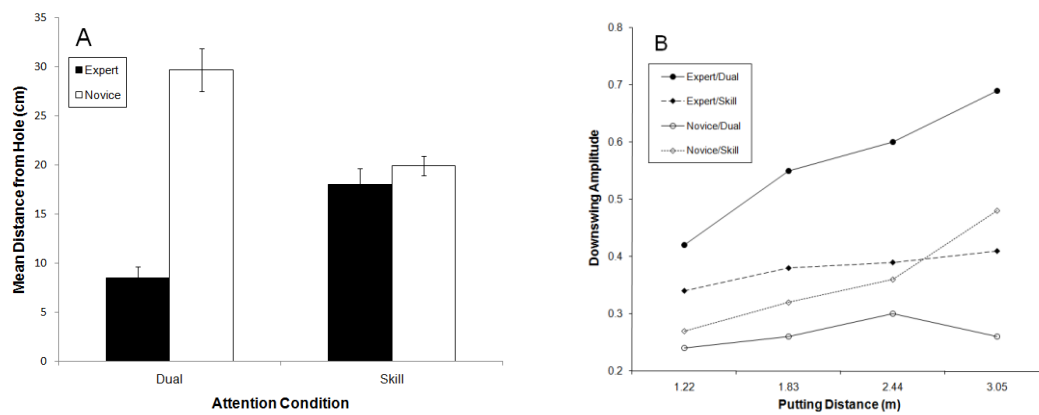 A
Expert
Novice
35
30
25
20
15
10
5
0
Mean Distance from Hole (cm)
Dual Skill
Attention Condition
B
Expert/Dual
Expert/Skill
Novice/Dual
Novice/Skill
0.8
0.7
0.6
0.5
0.4
0.3
0.2
Downswing Amplitude
1.22 1.83 2.44 3.05
Putting Distance (m)